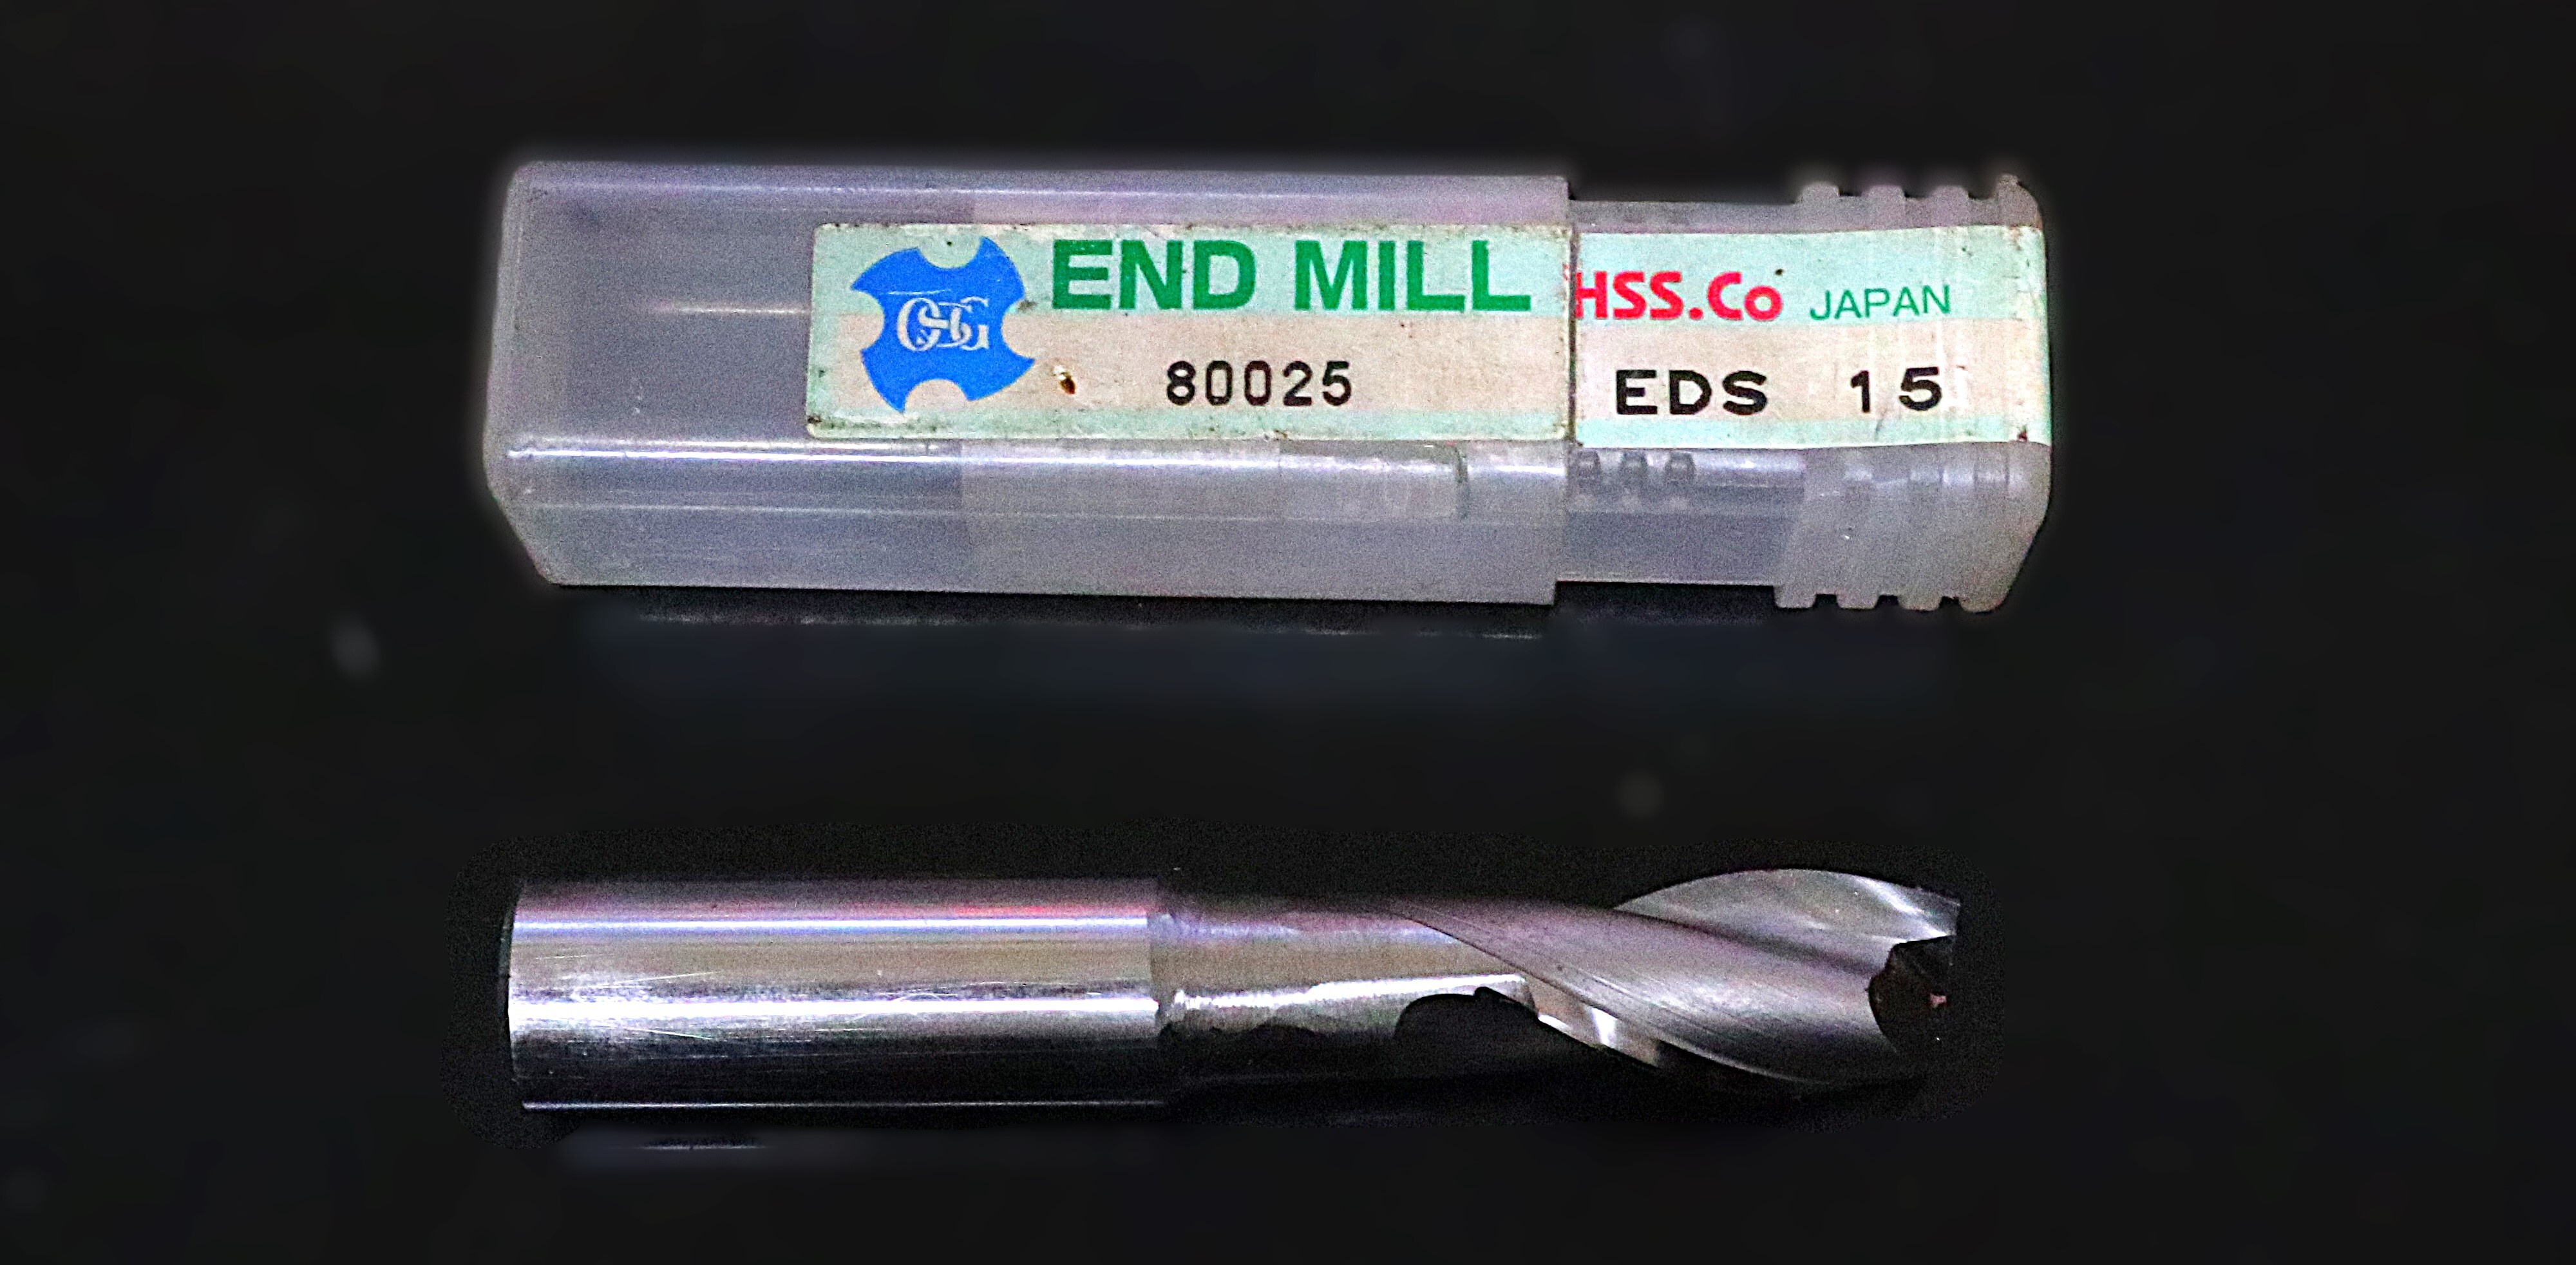 OSG
END MILL HSS.Co JAPAN
80025 EDS 15